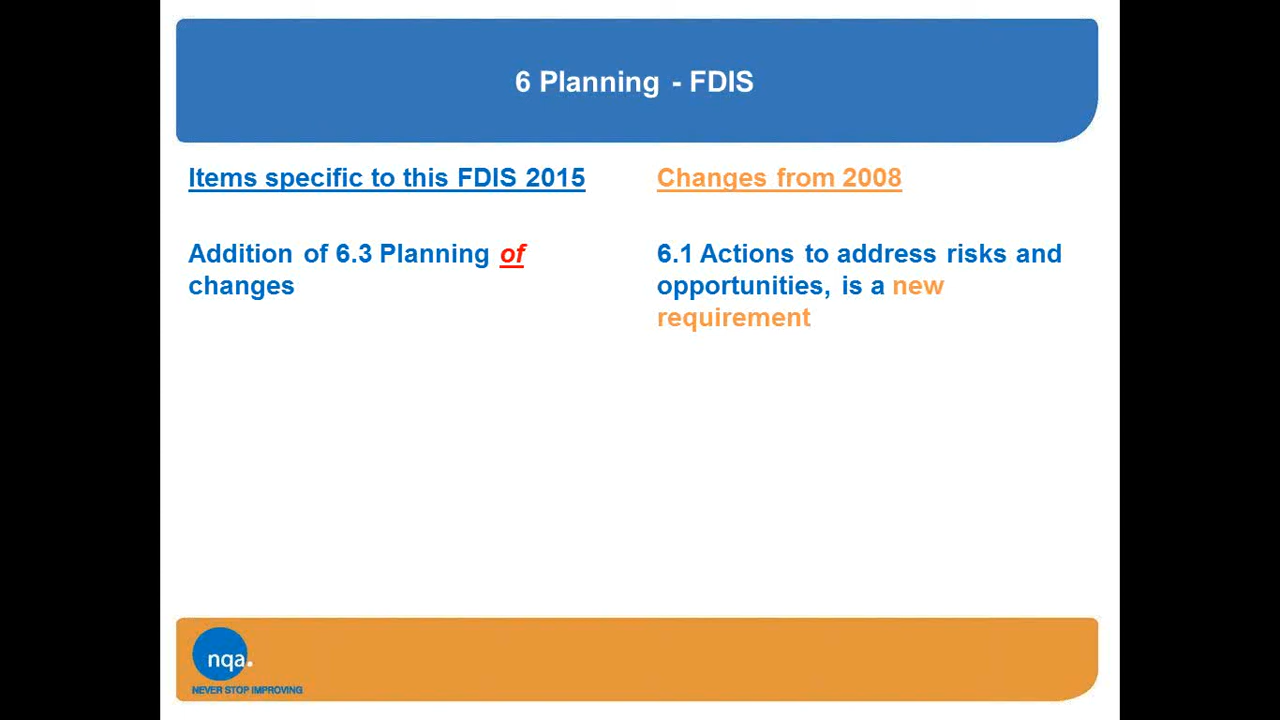 6 Planning - FDIS
Items specific to this FDIS 2015
Addition of 6.3 Planning of
changes
Changes from 2008
6.1 Actions to address risks and
opportunities, is a new
requirement
nqa.
NEVER STOP IMPROVING